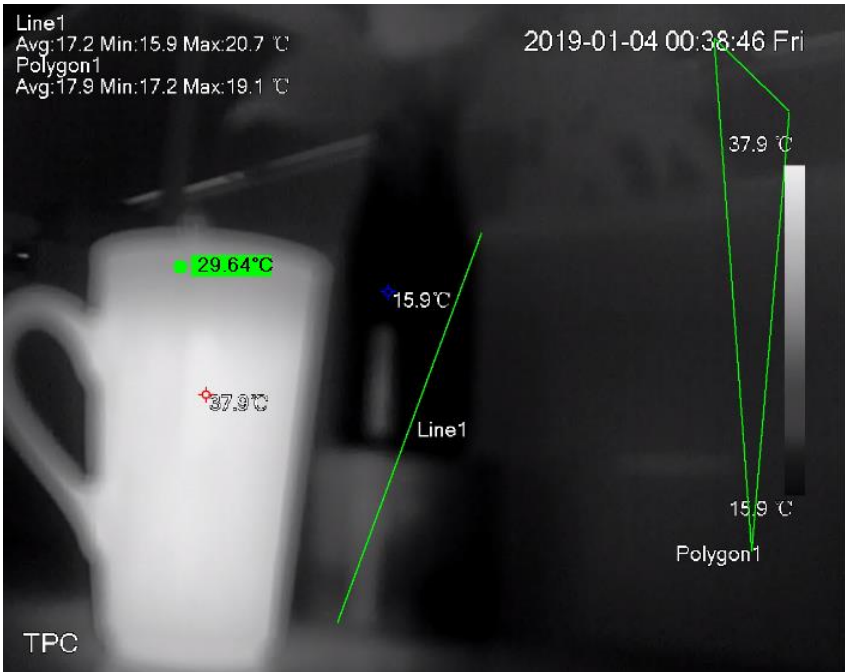 Line1
Avg:17.2 Min:15.9 Max:20.7 ℃
Polygon1
Avg:17.9 Min:17.2 Max:19.1 ℃
2019-01-04 00:38:46 Fri
37.9 ℃
29.64℃
15.9℃
37.9℃
Line1
15.9 ℃
Polygon1
TPC